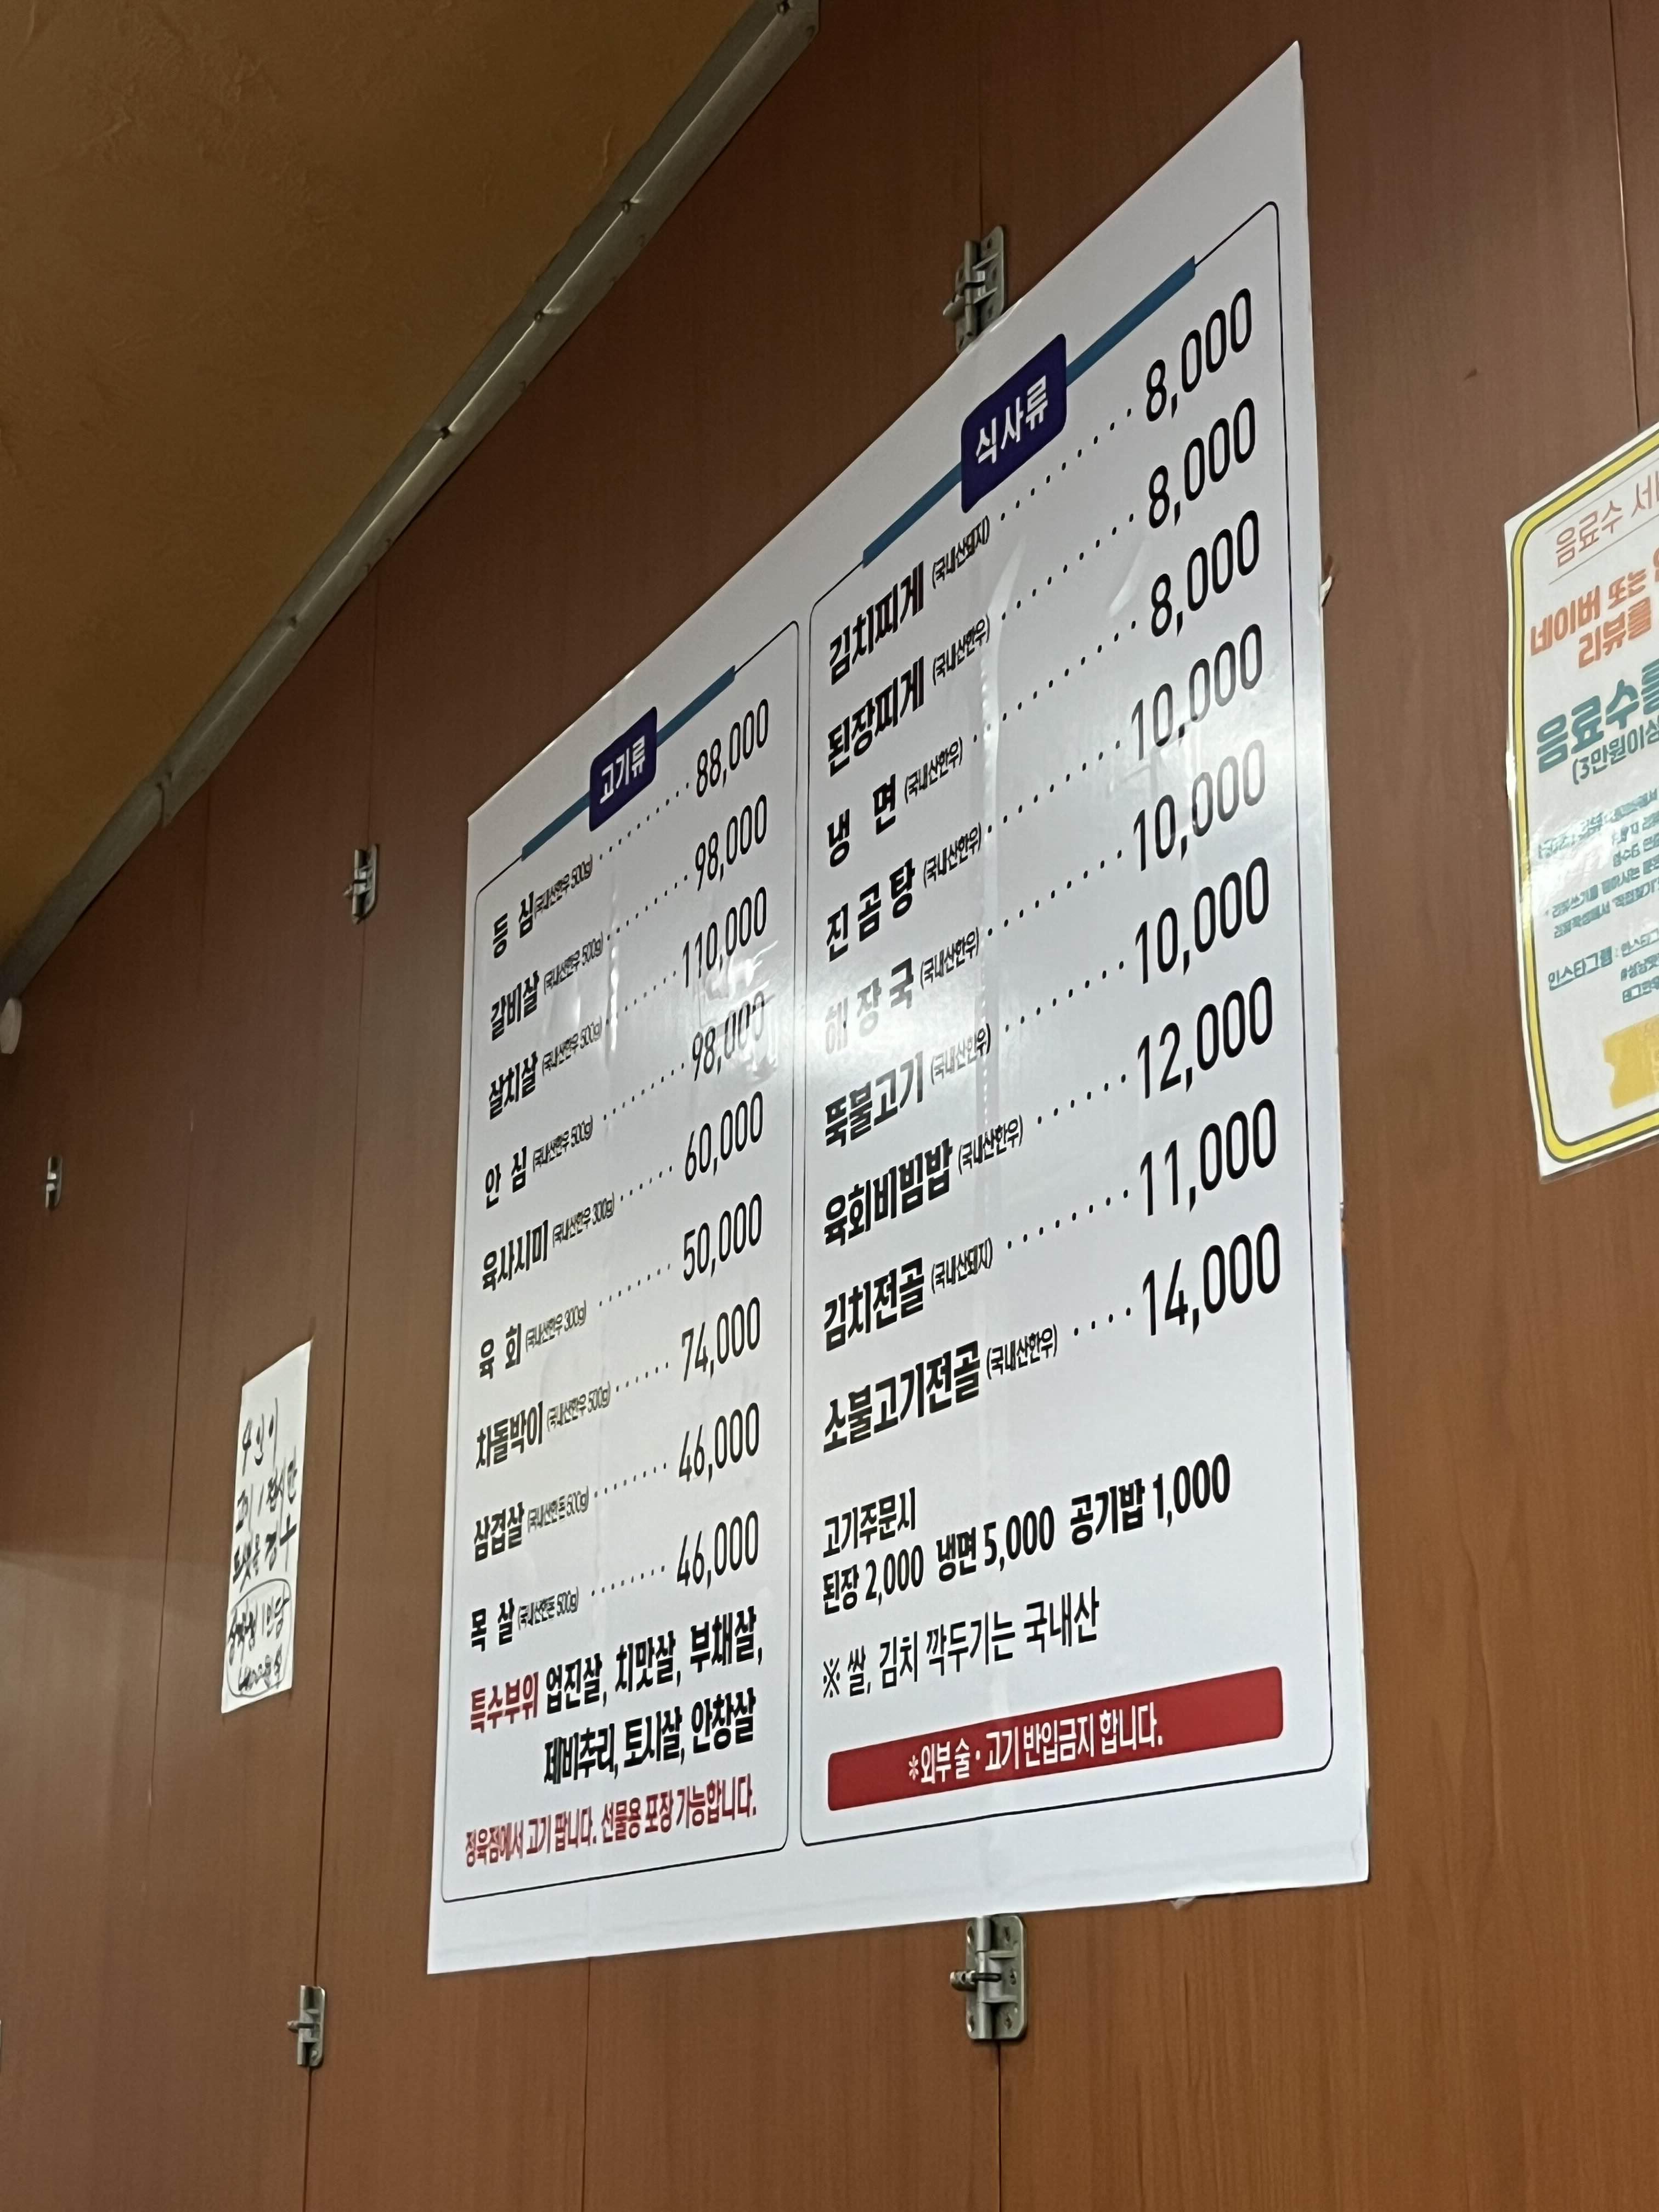 고기류
등 심 (국내산한우 500g) 88,000
갈비살 (국내산한우 500g) 98,000
살치살 (국내산한우 500g) 110,000
안 심 (국내산한우 500g) 98,000
육사시미 (국내산한우 300g) 60,000
육 회 (국내산한우 300g) 50,000
차돌박이 (국내산한우 500g) 74,000
삼겹살 (국내산한돈 500g) 46,000
목 살 (국내산한돈 500g) 46,000
특수부위 업진살, 치맛살, 부채살,
제비추리, 토시살, 안창살
정육점에서 고기 팝니다. 선물용 포장 가능합니다.
식사류
김치찌게 (국내산돼지) 8,000
된장찌게 (국내산한우) 8,000
냉 면 (국내산한우) 8,000
진 곰 탕 (국내산한우) 10,000
해 장 국 (국내산한우) 10,000
뚝불고기 (국내산한우) 10,000
육회비빔밥 (국내산한우) 12,000
김치전골 (국내산돼지) 11,000
소불고기전골 (국내산한우) 14,000
고기주문시
된장 2,000 냉면 5,000 공기밥 1,000
※ 쌀, 김치 깍두기는 국내산
*외부 술·고기 반입금지 합니다.
4인이
음료수
네이버 또는
리뷰를
음료수를
(3만원이상
인스타그램 :